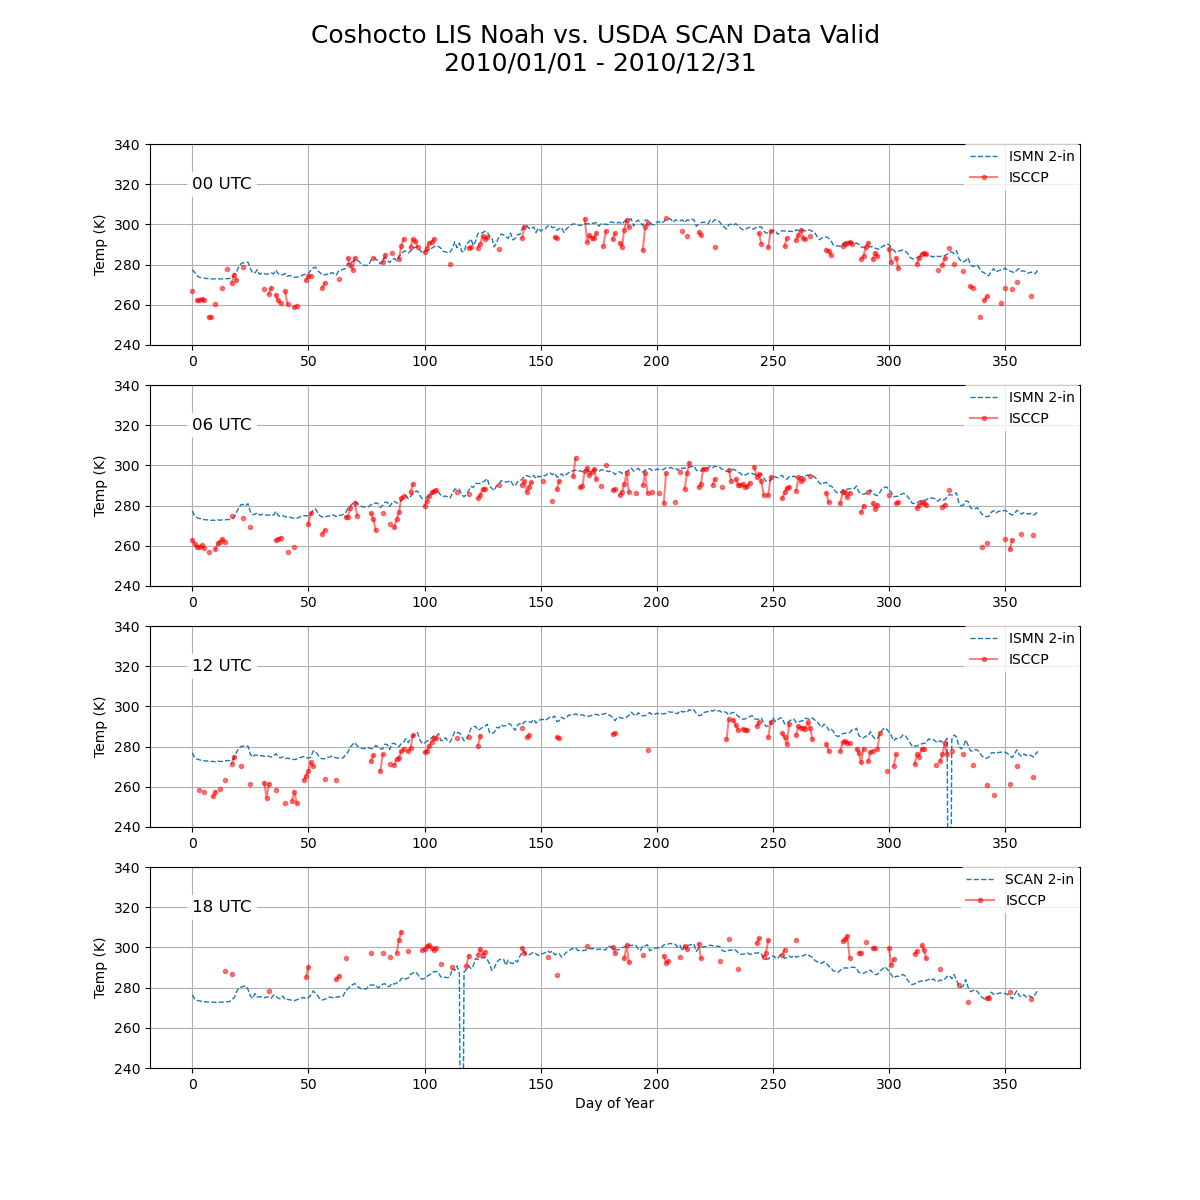 Coshocto LIS Noah vs. USDA SCAN Data Valid
2010/01/01 - 2010/12/31
340
320
300
280
260
240
Temp (K)
00 UTC
ISMN 2-in
ISCCP
0 50 100 150 200 250 300 350
340
320
300
280
260
240
Temp (K)
06 UTC
ISMN 2-in
ISCCP
0 50 100 150 200 250 300 350
340
320
300
280
260
240
Temp (K)
12 UTC
ISMN 2-in
ISCCP
0 50 100 150 200 250 300 350
340
320
300
280
260
240
Temp (K)
18 UTC
SCAN 2-in
ISCCP
0 50 100 150 200 250 300 350
Day of Year